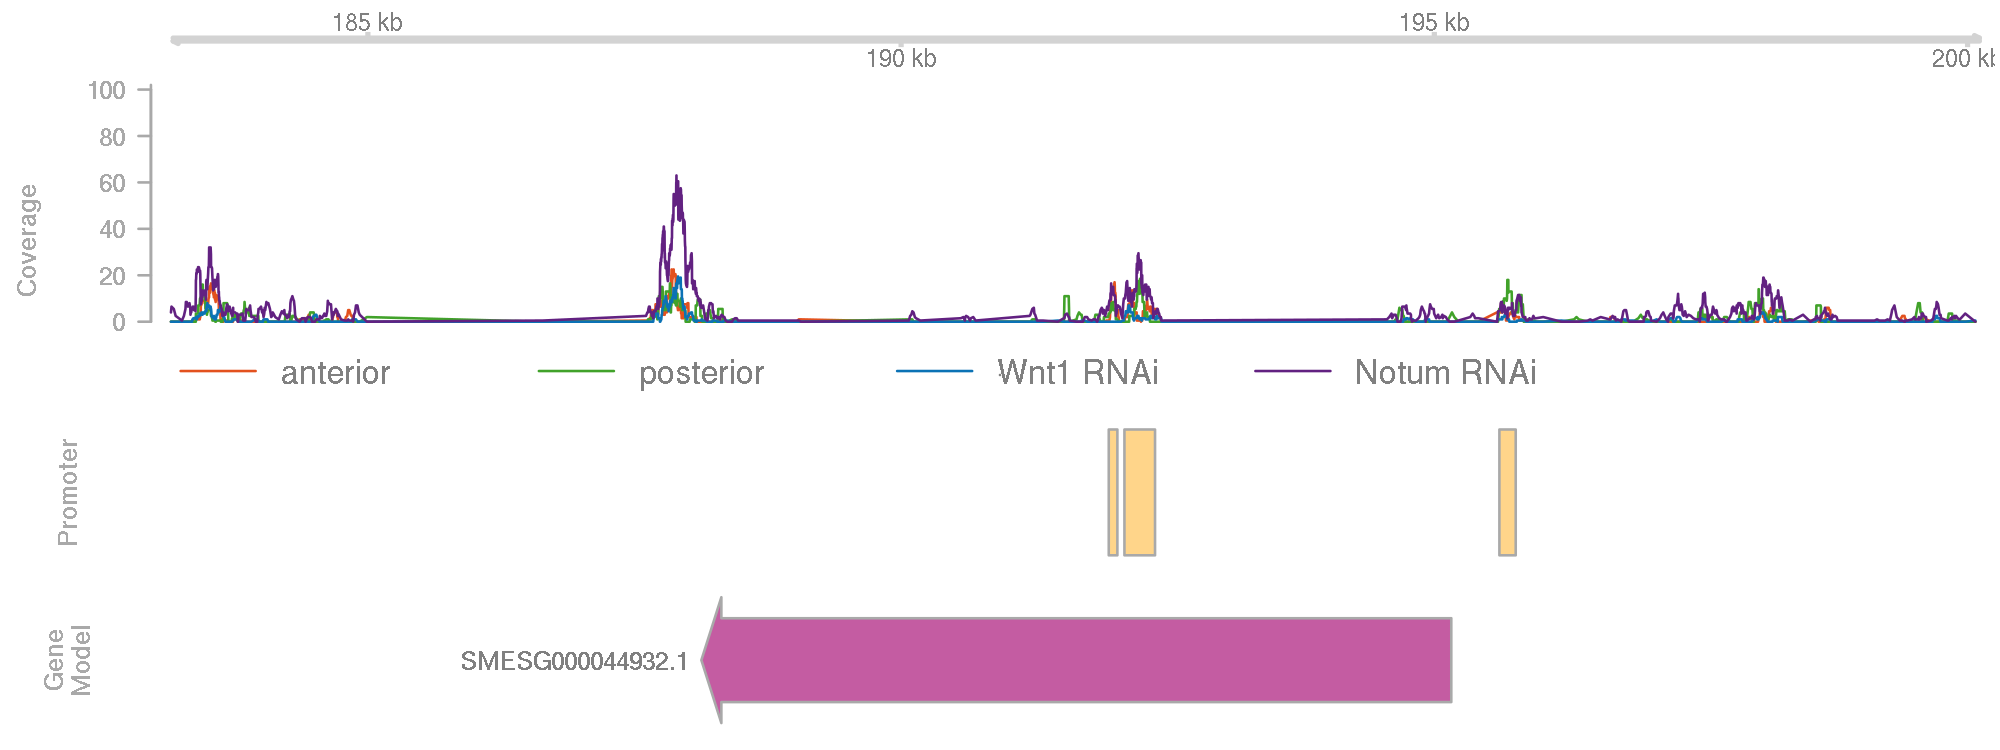 185 kb
195 kb
190 kb
200 kb
Coverage
100
80
60
40
20
0
anterior
posterior
Wnt1 RNAi
Notum RNAi
Promoter
Gene
Model
SMESG000044932.1